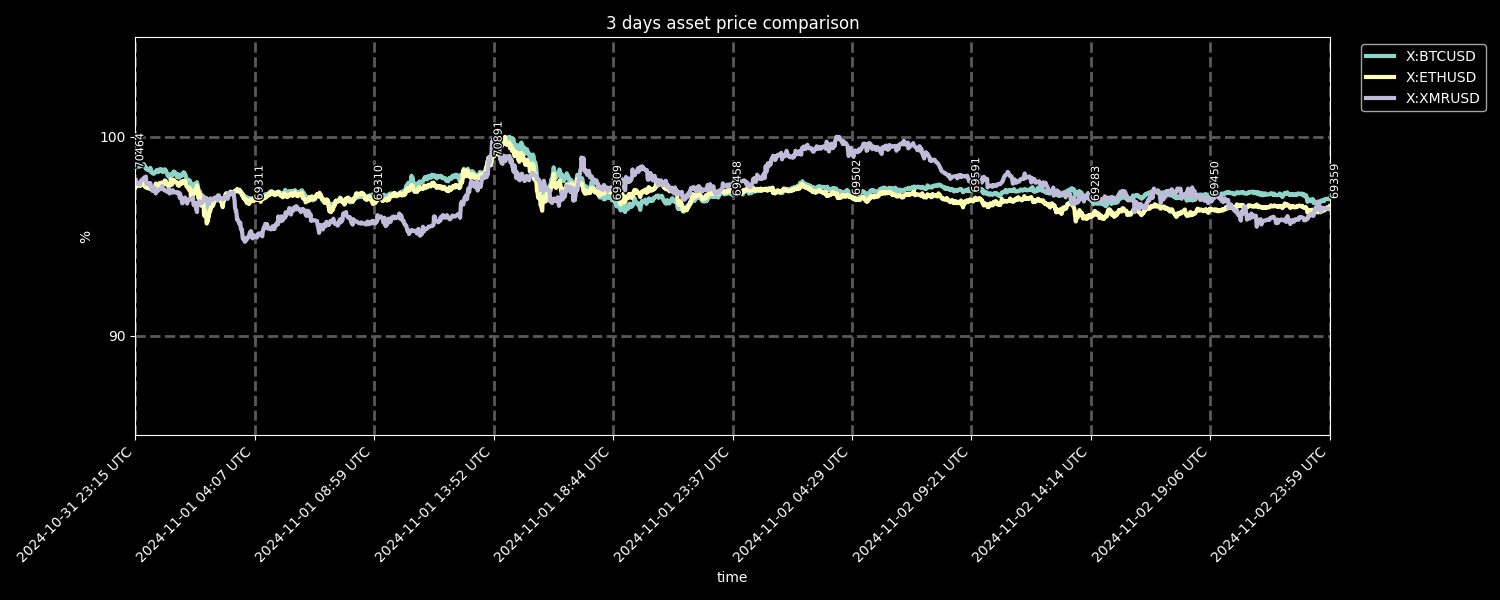 3 days asset price comparison
X:BTCUSD
X:ETHUSD
X:XMRUSD
100
90
%
70464
69311
69310
70891
69309
69458
69502
69591
69283
69450
69359
2024-10-31 23:15 UTC
2024-11-01 04:07 UTC
2024-11-01 08:59 UTC
2024-11-01 13:52 UTC
2024-11-01 18:44 UTC
2024-11-01 23:37 UTC
2024-11-02 04:29 UTC
2024-11-02 09:21 UTC
2024-11-02 14:14 UTC
2024-11-02 19:06 UTC
2024-11-02 23:59 UTC
time